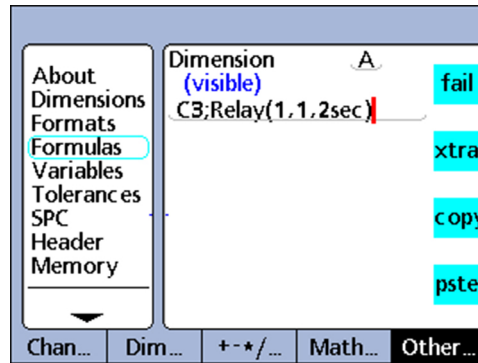 About
Dimensions
Formats
Formulas
Variables
Tolerances
SPC
Header
Memory
Dimension A
(visible)
C3;Relay(1,1,2sec)
fail
xtra
copy
pste
Chan... Dim... +-*/... Math... Other...